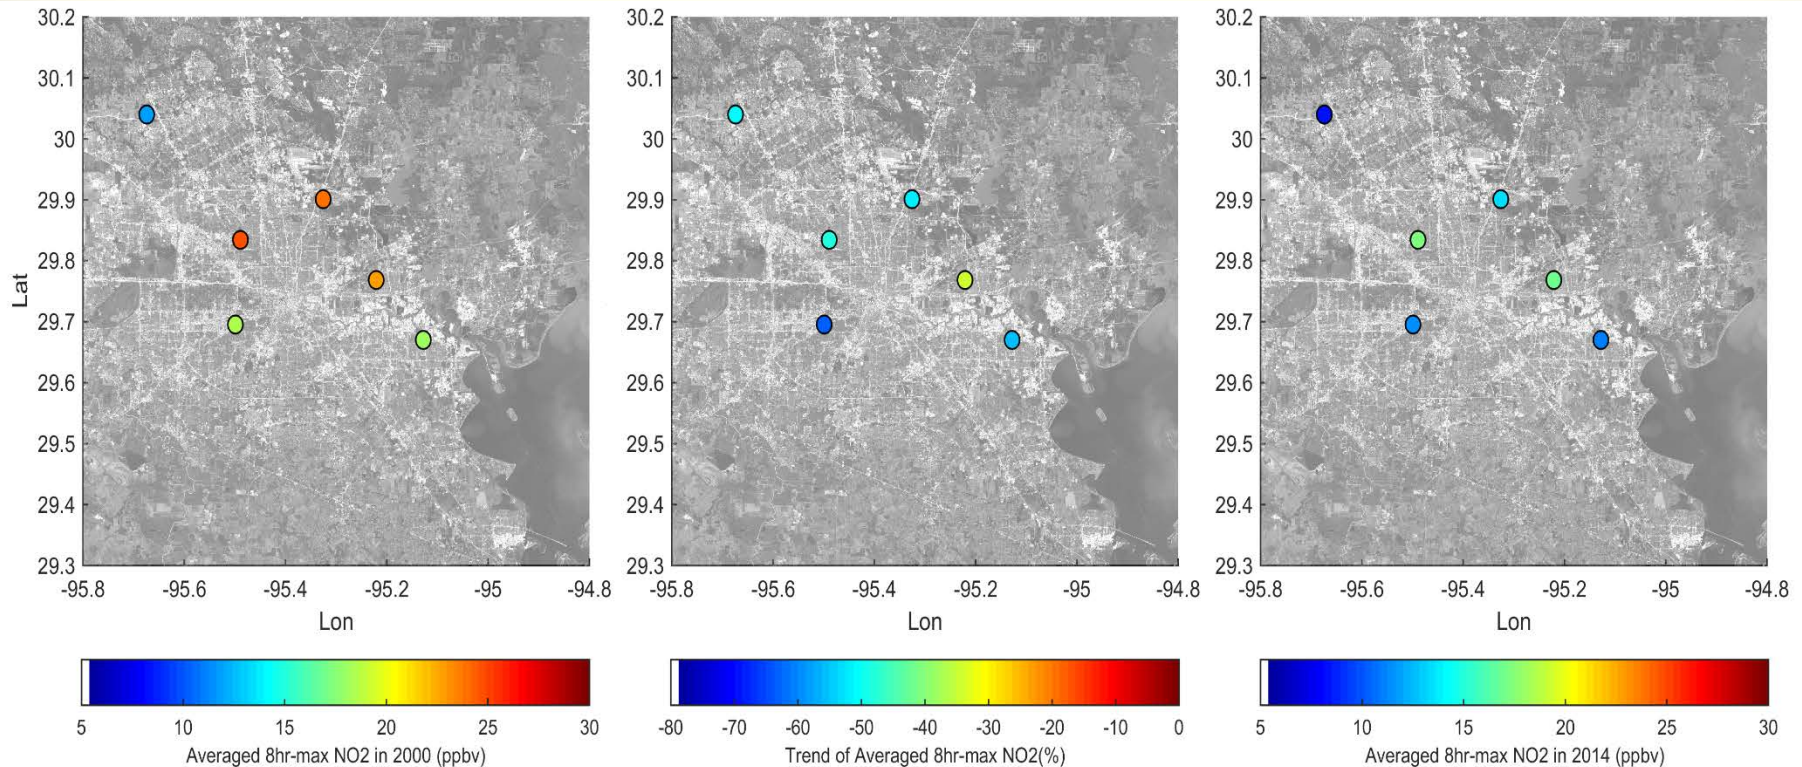 30.2
30.1
30
29.9
29.8
29.7
29.6
29.5
29.4
29.3
Lat
-95.8 -95.6 -95.4 -95.2 -95 -94.8
Lon
5 10 15 20 25 30
Averaged 8hr-max NO2 in 2000 (ppbv)
30.2
30.1
30
29.9
29.8
29.7
29.6
29.5
29.4
29.3
-95.8 -95.6 -95.4 -95.2 -95 -94.8
Lon
-80 -70 -60 -50 -40 -30 -20 -10 0
Trend of Averaged 8hr-max NO2(%)
30.2
30.1
30
29.9
29.8
29.7
29.6
29.5
29.4
29.3
-95.8 -95.6 -95.4 -95.2 -95 -94.8
Lon
5 10 15 20 25 30
Averaged 8hr-max NO2 in 2014 (ppbv)